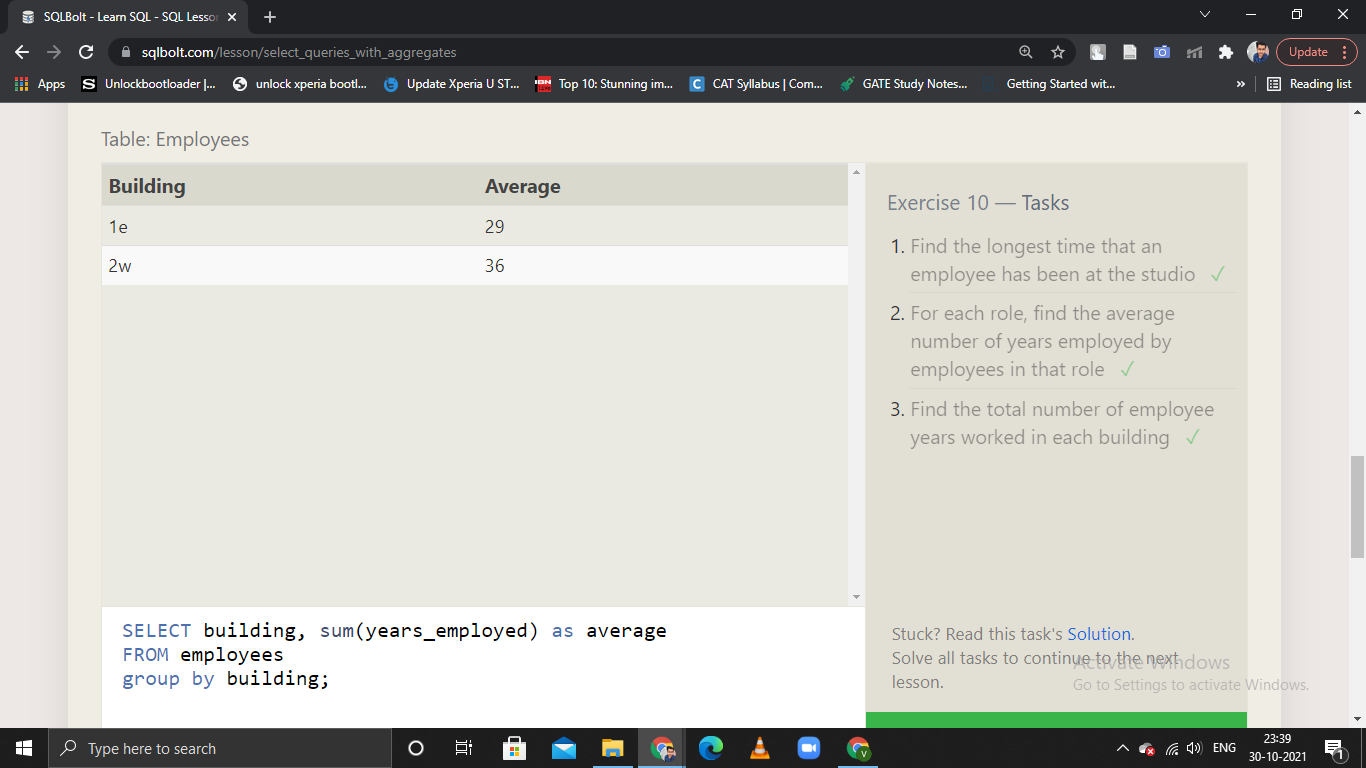 SQLBolt - Learn SQL - SQL Lesson
sqlbolt.com/lesson/select_queries_with_aggregates
Update
Apps
Unlockbootloader |...
unlock xperia bootl...
Update Xperia U ST...
Top 10: Stunning im...
CAT Syllabus | Com...
GATE Study Notes...
Getting Started wit...
»
Reading list
Table: Employees
Building Average
1e 29
2w 36
Exercise 10 — Tasks
1. Find the longest time that an
employee has been at the studio ✓
2. For each role, find the average
number of years employed by
employees in that role ✓
3. Find the total number of employee
years worked in each building ✓
SELECT building, sum(years_employed) as average
FROM employees
group by building;
Stuck? Read this task's Solution.
Solve all tasks to continue to the next
lesson.
Activate Windows
Go to Settings to activate Windows.
Type here to search
ENG
23:39
30-10-2021
1